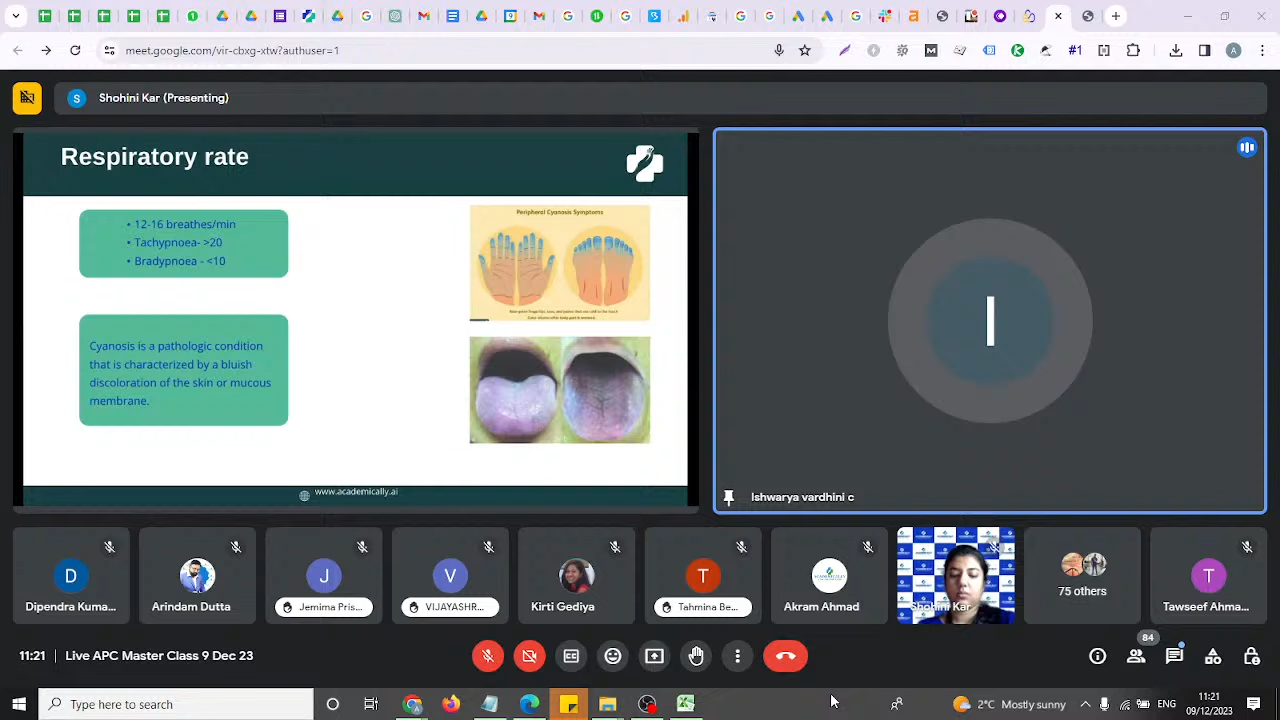 meet.google.com/vir-cbxg-xtw?authuser=1
#1
A
S
Shohini Kar (Presenting)
Respiratory rate
• 12-16 breathes/min
• Tachypnoea- >20
• Bradypnoea - <10
Cyanosis is a pathologic condition
that is characterized by a bluish
discoloration of the skin or mucous
membrane.
Peripheral Cyanosis Symptoms
www.academically.ai
I
Ishwarya vardhini c
D
Dipendra Kuma...
Arindam Dutta
J
Jemima Pris...
V
VIJAYASHR...
Kirti Gediya
T
Tahmina Be...
Akram Ahmad
Shohini Kar
75 others
T
Tawseef Ahma...
84
11:21
Live APC Master Class 9 Dec 23
Type here to search
2°C Mostly sunny
ENG
11:21
09/12/2023